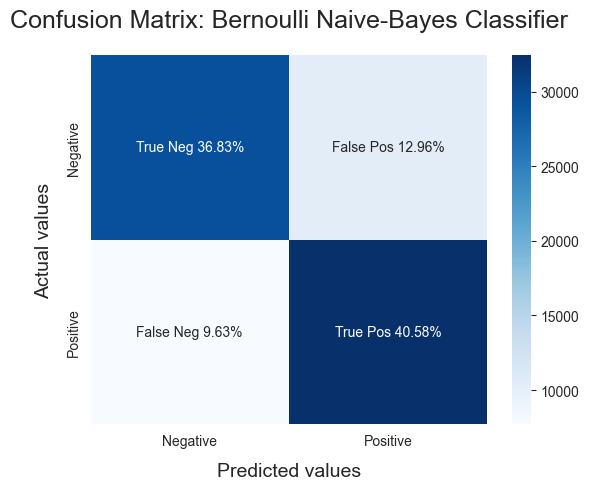 Confusion Matrix: Bernoulli Naive-Bayes Classifier
Actual values
Negative
True Neg 36.83%
False Pos 12.96%
Positive
False Neg 9.63%
True Pos 40.58%
Negative
Positive
Predicted values
30000
25000
20000
15000
10000